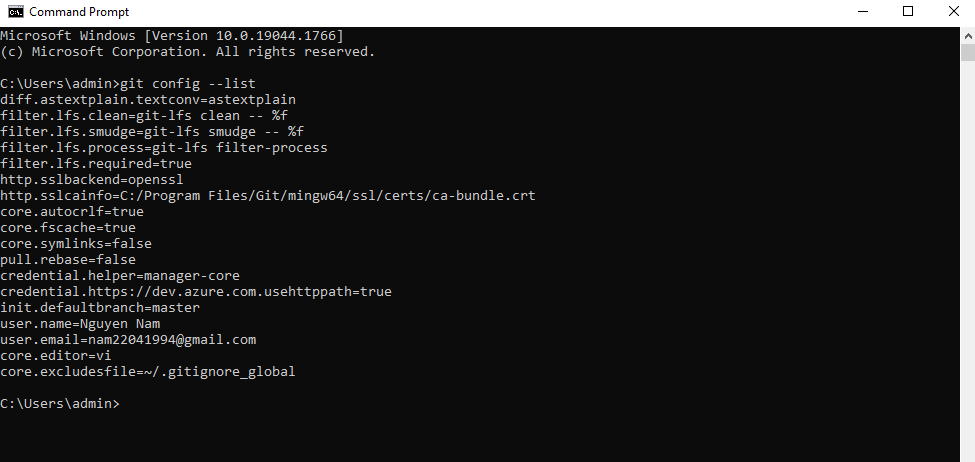 Command Prompt
Microsoft Windows [Version 10.0.19044.1766]
(c) Microsoft Corporation. All rights reserved.
C:\Users\admin>git config --list
diff.astextplain.textconv=astextplain
filter.lfs.clean=git-lfs clean -- %f
filter.lfs.smudge=git-lfs smudge -- %f
filter.lfs.process=git-lfs filter-process
filter.lfs.required=true
http.sslbackend=openssl
http.sslcainfo=C:/Program Files/Git/mingw64/ssl/certs/ca-bundle.crt
core.autocrlf=true
core.fscache=true
core.symlinks=false
pull.rebase=false
credential.helper=manager-core
credential.https://dev.azure.com.usehttppath=true
init.defaultbranch=master
user.name=Nguyen Nam
user.email=nam22041994@gmail.com
core.editor=vi
core.excludesfile=~/.gitignore_global
C:\Users\admin>